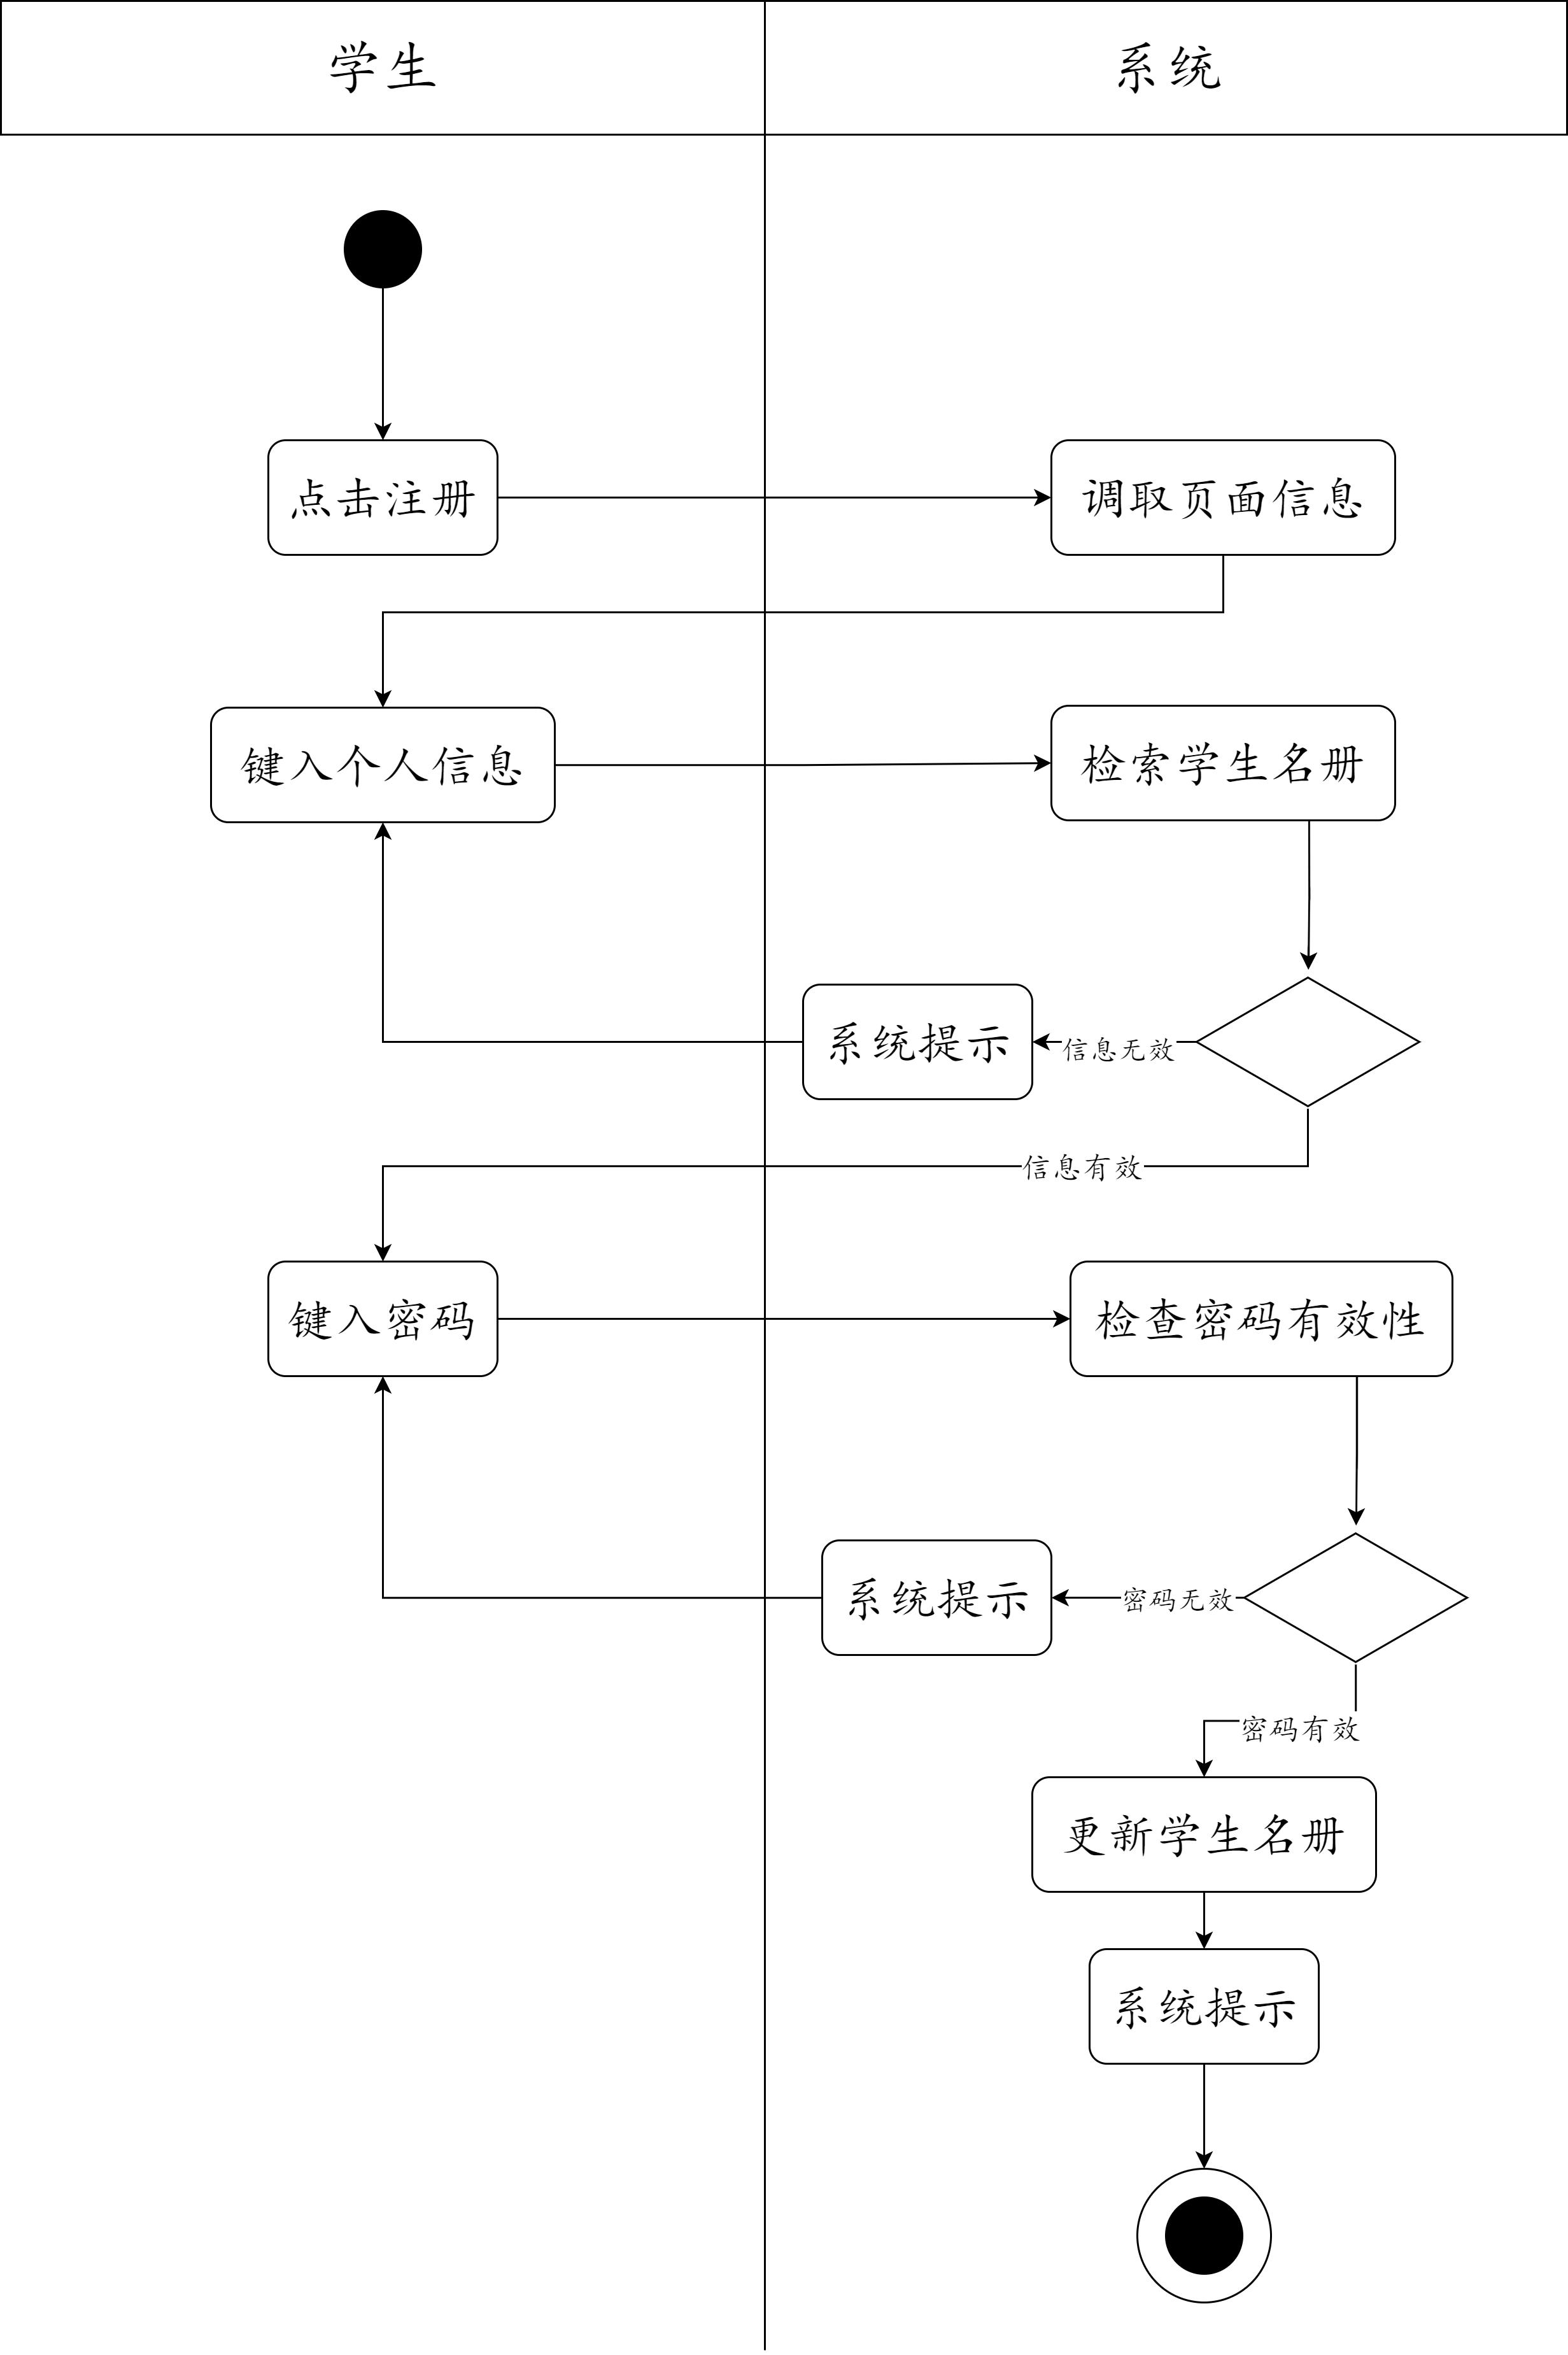 学生
系统
点击注册
调取页面信息
键入个人信息
检索学生名册
系统提示
信息无效
信息有效
键入密码
检查密码有效性
系统提示
密码无效
密码有效
更新学生名册
系统提示